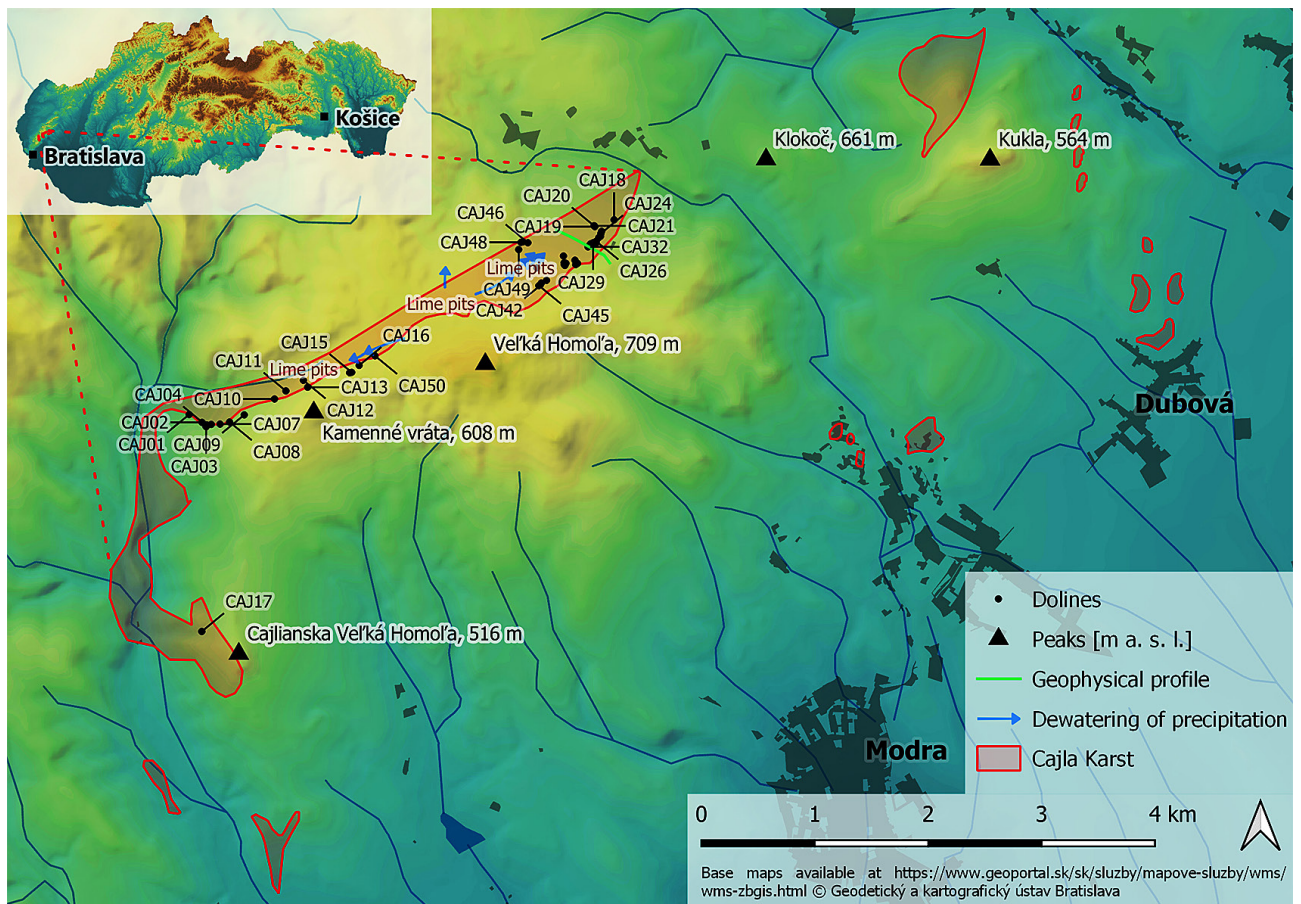 Košice
Bratislava
Klokoč, 661 m
Kukla, 564 m
CAJ18
CAJ20
CAJ24
CAJ46
CAJ19
CAJ21
CAJ48
CAJ32
Lime pits
CAJ26
CAJ49
CAJ29
Lime pits
CAJ42
CAJ45
CAJ16
CAJ15
Veľká Homoľa, 709 m
CAJ11
Lime pits
CAJ13
CAJ50
CAJ04
CAJ10
CAJ12
CAJ02
CAJ07
Kamenné vráta, 608 m
CAJ01
CAJ09
CAJ08
CAJ03
Dubová
CAJ17
Cajlianska Veľká Homoľa, 516 m
Modra
Dolines
Peaks [m a. s. l.]
Geophysical profile
Dewatering of precipitation
Cajla Karst
0 1 2 3 4 km
Base maps available at https://www.geoportal.sk/sk/sluzby/mapove-sluzby/wms/
wms-zbgis.html © Geodetický a kartografický ústav Bratislava